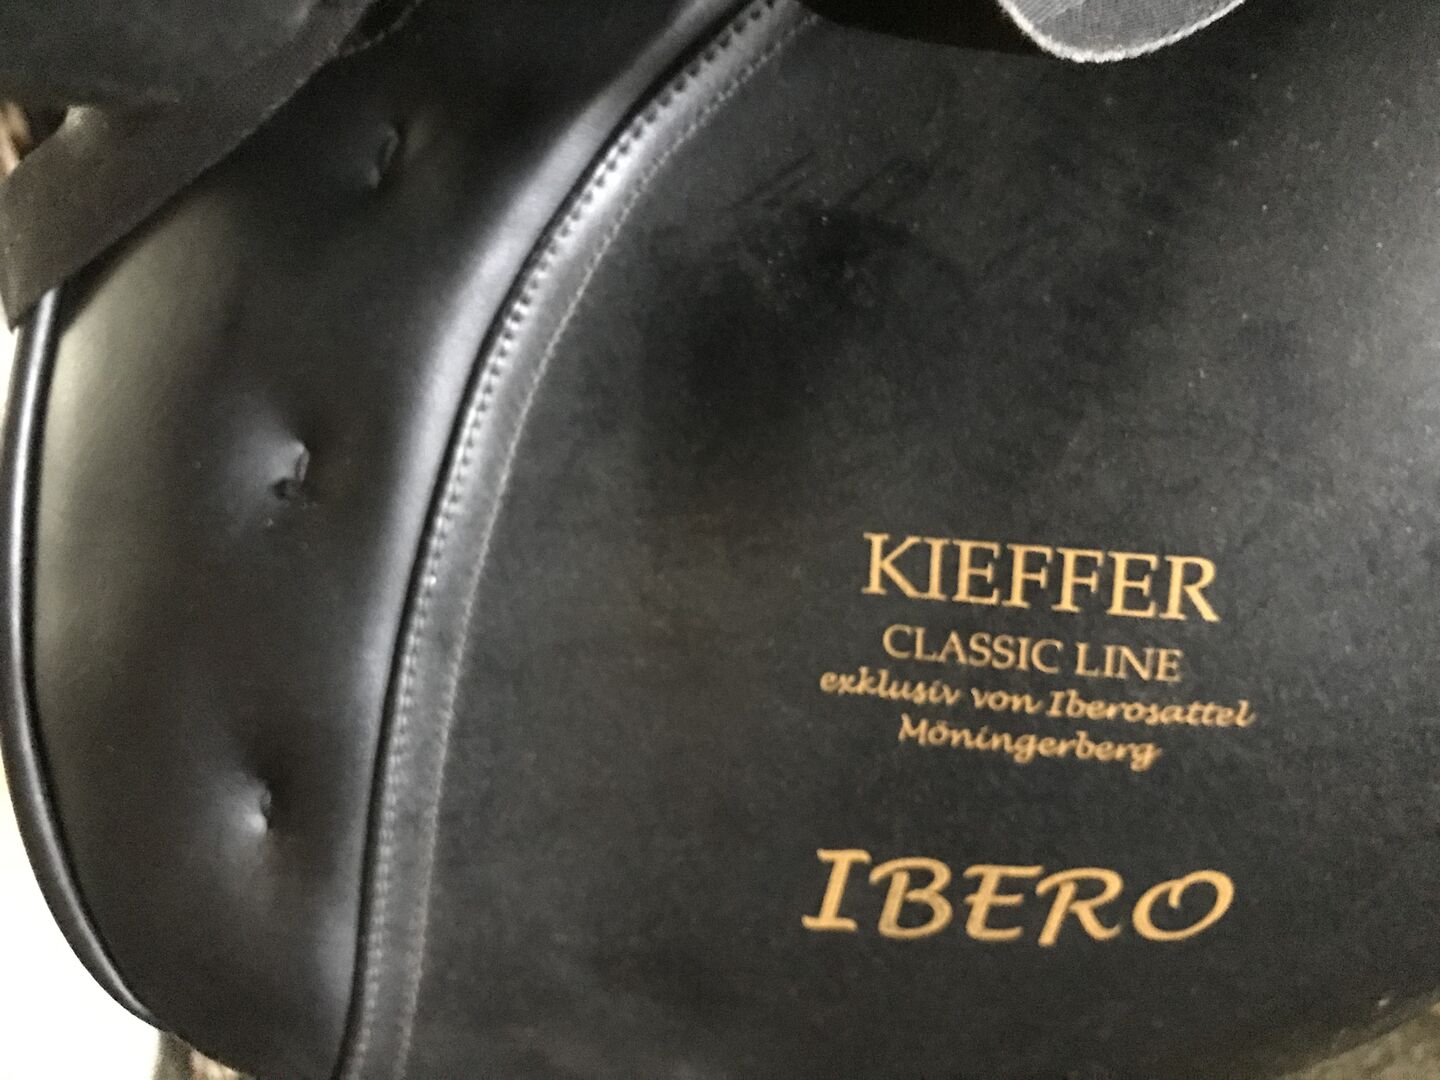 KIEFFER
CLASSIC LINE
exklusiv von Iberosattel
Möningerberg
IBERO